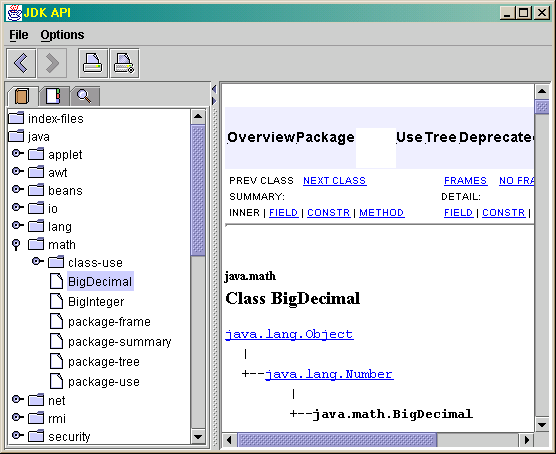 JDK API
File Options
index-files
java
applet
awt
beans
io
lang
math
class-use
BigDecimal
BigInteger
package-frame
package-summary
package-tree
package-use
net
rmi
security
Overview Package Use Tree Deprecated
PREV CLASS NEXT CLASS FRAMES NO FRA
SUMMARY: DETAIL:
INNER | FIELD | CONSTR | METHOD FIELD | CONSTR |
java.math
Class BigDecimal
java.lang.Object
|
+--java.lang.Number
|
+--java.math.BigDecimal